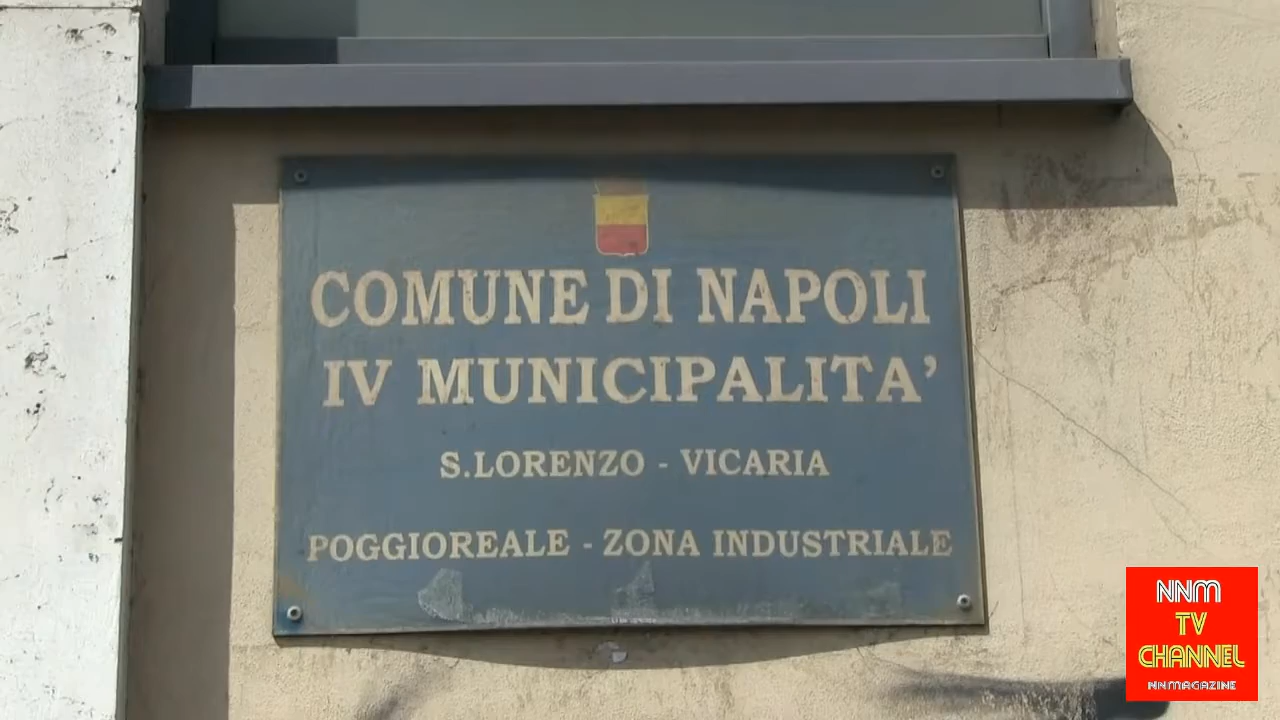 COMUNE DI NAPOLI
IV MUNICIPALITA’
S.LORENZO - VICARIA
POGGIOREALE - ZONA INDUSTRIALE
NNM
TV
CHANNEL
NNMAGAZINE